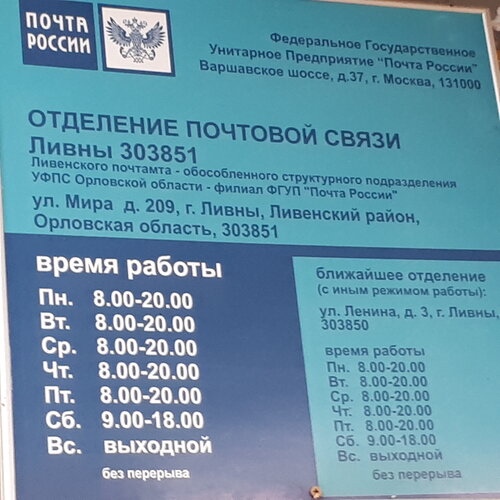 ПОЧТА
РОССИИ
Федеральное Государственное
Унитарное Предприятие "Почта России"
Варшавское шоссе, д.37, г. Москва, 131000
ОТДЕЛЕНИЕ ПОЧТОВОЙ СВЯЗИ
Ливны 303851
Ливенского почтамта - обособленного структурного подразделения
УФПС Орловской области - филиал ФГУП "Почта России"
ул. Мира д. 209, г. Ливны, Ливенский район,
Орловская область, 303851
время работы
Пн. 8.00-20.00
Вт. 8.00-20.00
Ср. 8.00-20.00
Чт. 8.00-20.00
Пт. 8.00-20.00
Сб. 9.00-18.00
Вс. выходной
без перерыва
ближайшее отделение
(с иным режимом работы):
ул. Ленина, д. 3, г. Ливны,
303850
время работы
Пн. 8.00-20.00
Вт. 8.00-20.00
Ср. 8.00-20.00
Чт. 8.00-20.00
Пт. 8.00-20.00
Сб. 9.00-18.00
Вс. выходной
без перерыва